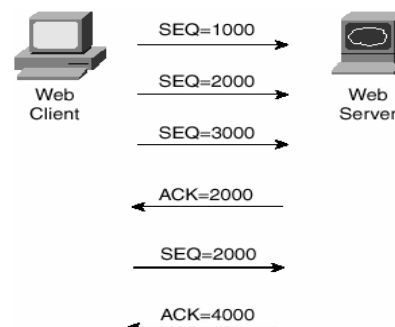 SEQ=1000
SEQ=2000
Web
Client
Web
Server
SEQ=3000
ACK=2000
SEQ=2000
ACK=4000